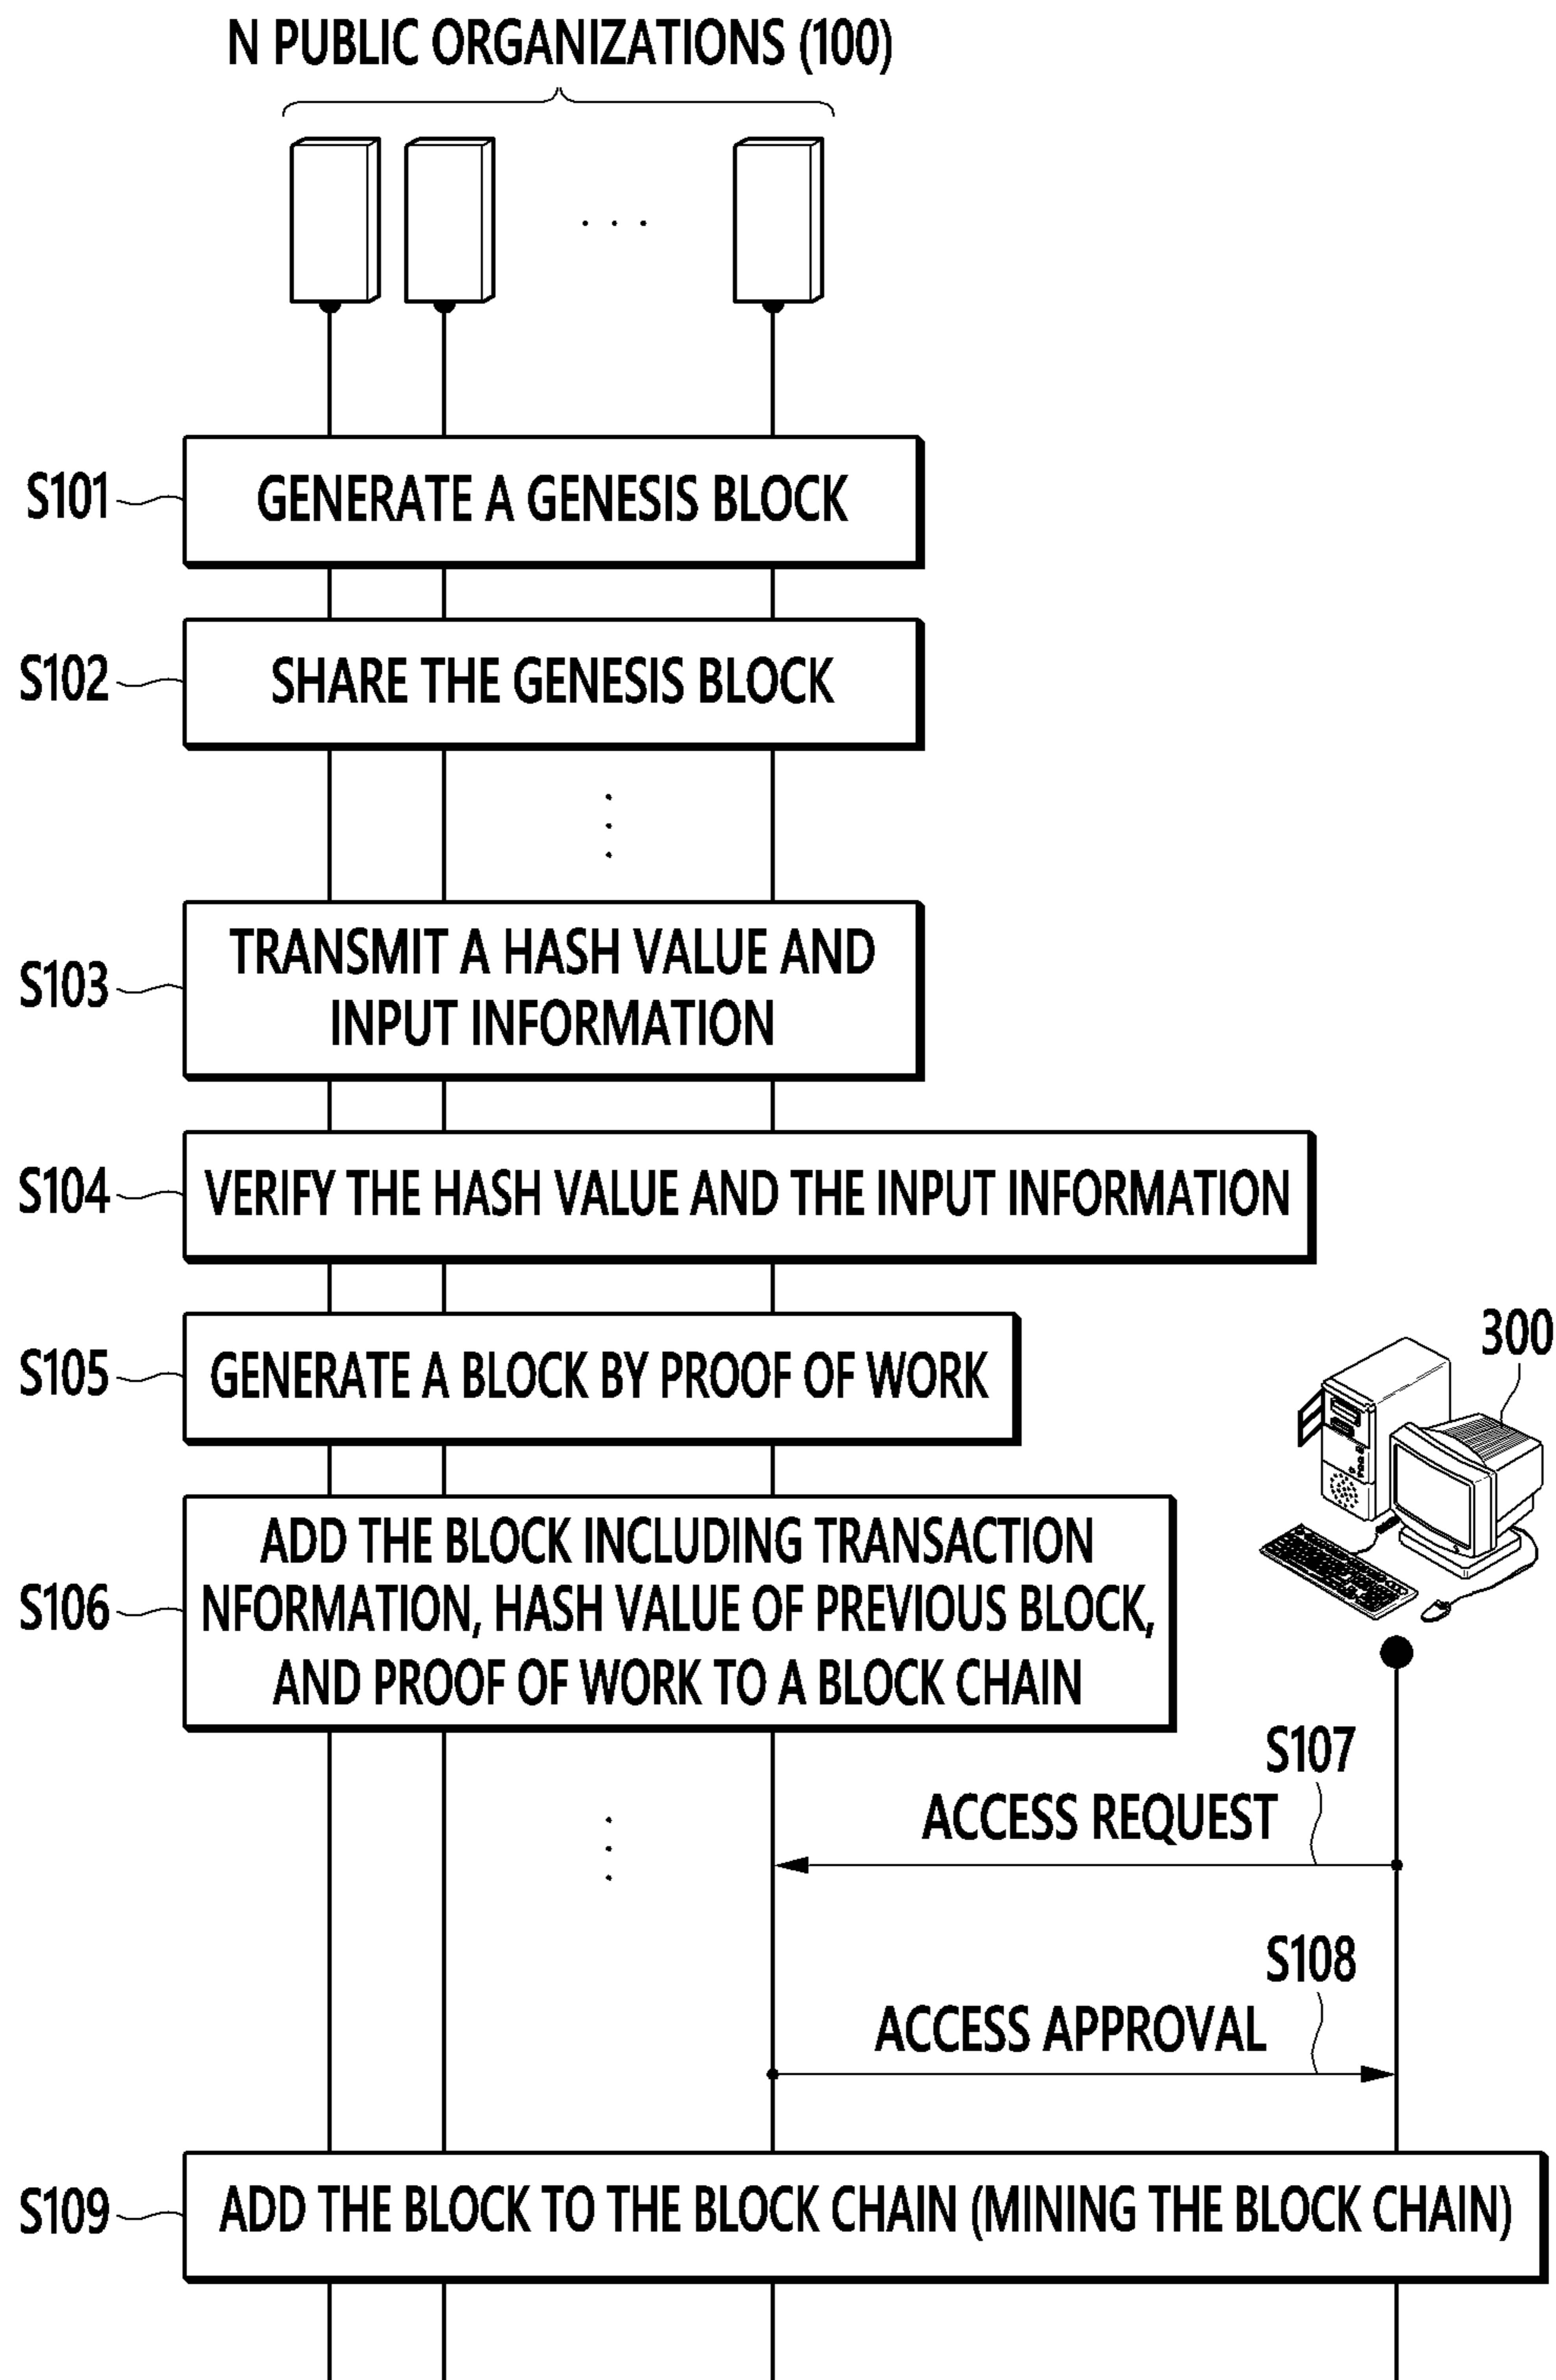 N PUBLIC ORGANIZATIONS (100)
S101
GENERATE A GENESIS BLOCK
S102
SHARE THE GENESIS BLOCK
S103
TRANSMIT A HASH VALUE AND
INPUT INFORMATION
S104
VERIFY THE HASH VALUE AND THE INPUT INFORMATION
S105
GENERATE A BLOCK BY PROOF OF WORK
300
S106
ADD THE BLOCK INCLUDING TRANSACTION
NFORMATION, HASH VALUE OF PREVIOUS BLOCK,
AND PROOF OF WORK TO A BLOCK CHAIN
S107
ACCESS REQUEST
S108
ACCESS APPROVAL
S109
ADD THE BLOCK TO THE BLOCK CHAIN (MINING THE BLOCK CHAIN)